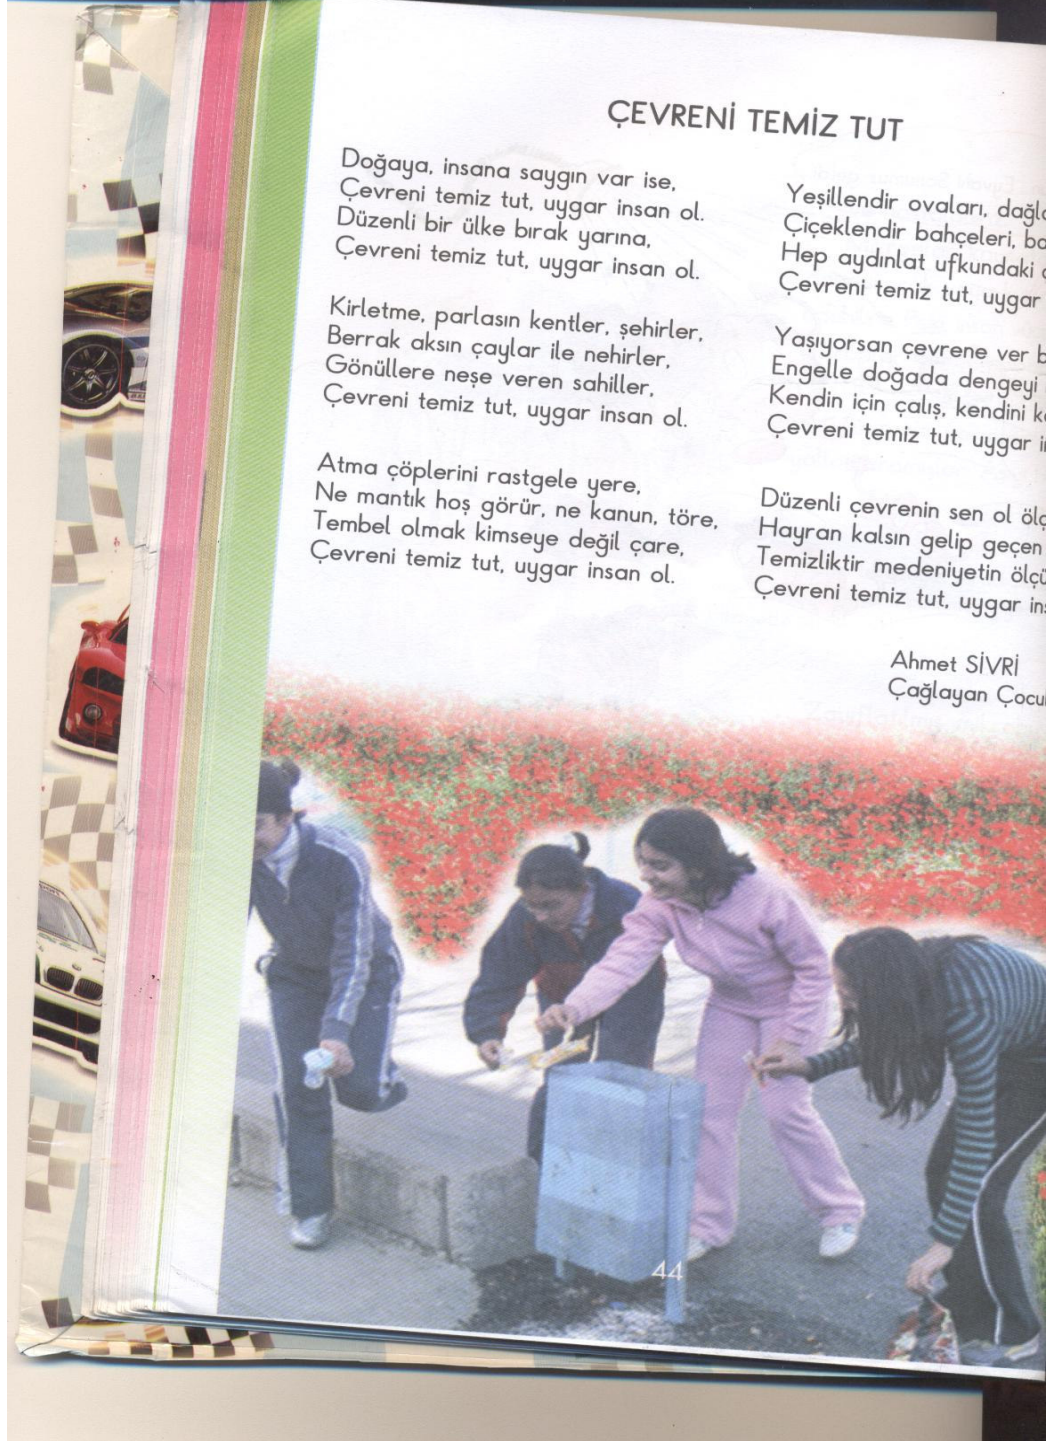 ÇEVRENİ TEMİZ TUT
Doğaya, insana saygın var ise,
Çevreni temiz tut, uygar insan ol.
Düzenli bir ülke bırak yarına,
Çevreni temiz tut, uygar insan ol.
Kirletme, parlasın kentler, şehirler,
Berrak aksın çaylar ile nehirler,
Gönüllere neşe veren sahiller,
Çevreni temiz tut, uygar insan ol.
Atma çöplerini rastgele yere,
Ne mantık hoş görür, ne kanun, töre,
Tembel olmak kimseye değil çare,
Çevreni temiz tut, uygar insan ol.
Yeşillendir ovaları,
Çiçeklendir bahçeleri,
Hep aydınlat ufkundaki
Çevreni temiz tut, uygar
Yaşıyorsan çevrene ver
Engelle doğada dengeyi
Kendin için çalış, kendini
Çevreni temiz tut, uygar
Düzenli çevrenin sen ol
Hayran kalsın gelip geçen
Temizliktir medeniyetin
Çevreni temiz tut, uygar
Ahmet SİVRİ
Çağlayan
44